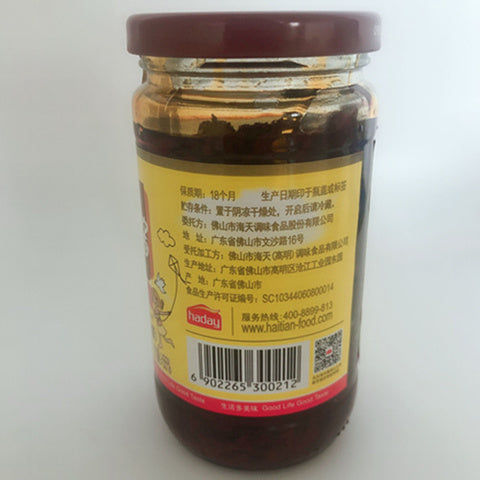 保质期：18个月 生产日期印于瓶盖或标签
贮存条件：置于阴凉干燥处，开启后请冷藏。
委托方：佛山市海天调味食品股份有限公司
地 址：广东省佛山市文沙路16号
受托加工方：佛山市海天（高明）调味食品有限公司
生产地址：广东省佛山市高明区沧江工业园东园
产 地：广东省佛山市
食品生产许可证编号：SC10344060800014
haday
服务热线：400-8899-813
www.haitian-food.com
6 902265 300212
Good Life Good Taste
生活多美味 Good Life Good Taste